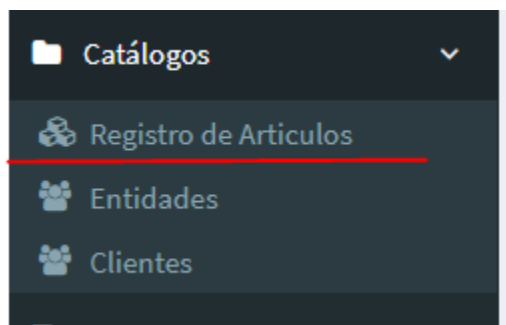 Catálogos
Registro de Articulos
Entidades
Clientes